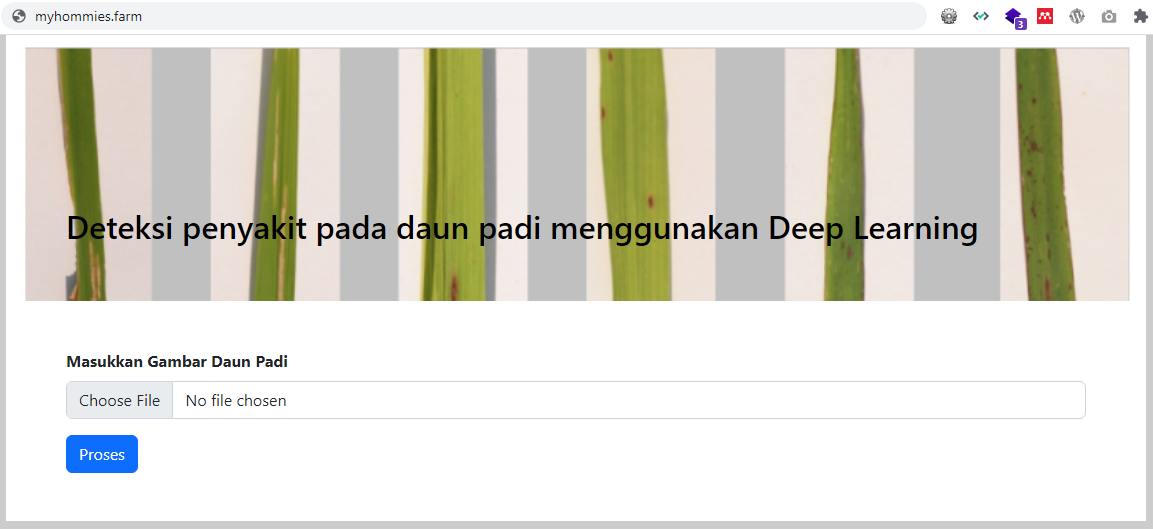 myhommies.farm
3
Deteksi penyakit pada daun padi menggunakan Deep Learning
Masukkan Gambar Daun Padi
Choose File No file chosen
Proses